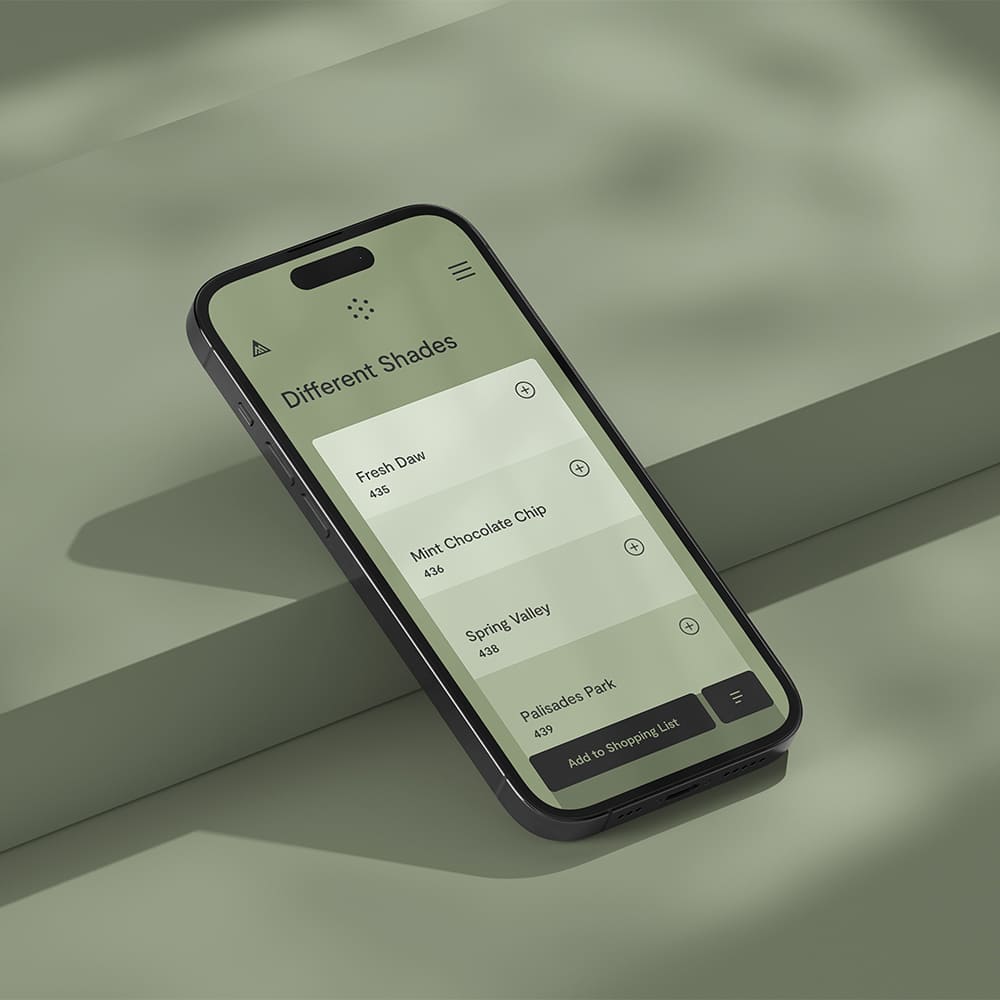 Different Shades
Fresh Daw
435
Mint Chocolate Chip
436
Spring Valley
438
Palisades Park
439
Add to Shopping List